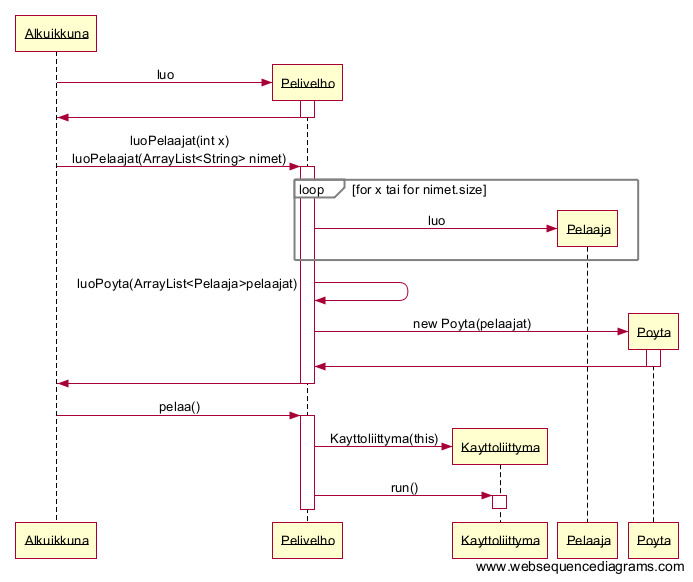 Alkuikkuna
luo
Pelivelho
luoPelaajat(int x)
luoPelaajat(ArrayList<String> nimet)
loop [for x tai for nimet.size]
luo
Pelaaja
luoPoyta(ArrayList<Pelaaja>pelaajat)
new Poyta(pelaajat)
Poyta
pelaa()
Kayttoliittyma(this)
Kayttoliittyma
run()
Alkuikkuna Pelivelho Kayttoliittyma Pelaaja Poyta
www.websequencediagrams.com